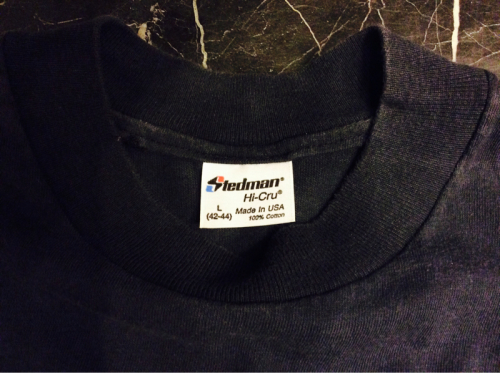 Stedman®
Hi-Cru®
L Made In USA
(42-44) 100% Cotton